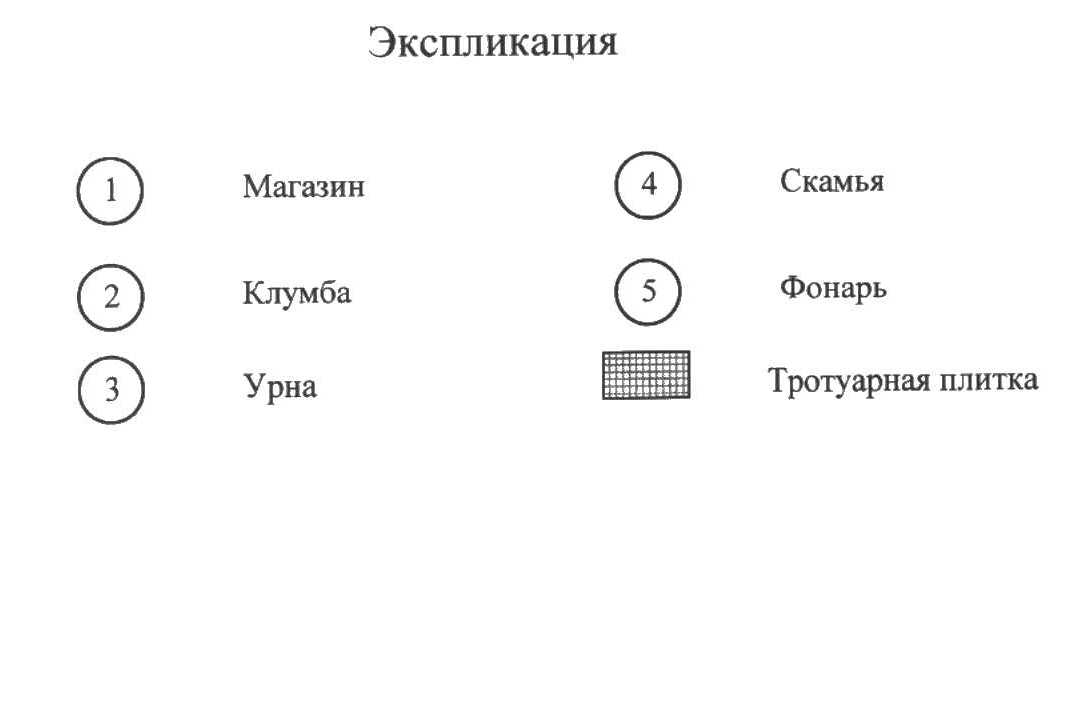 Экспликация
1 Магазин
2 Клумба
3 Урна
4 Скамья
5 Фонарь
Тротуарная плитка